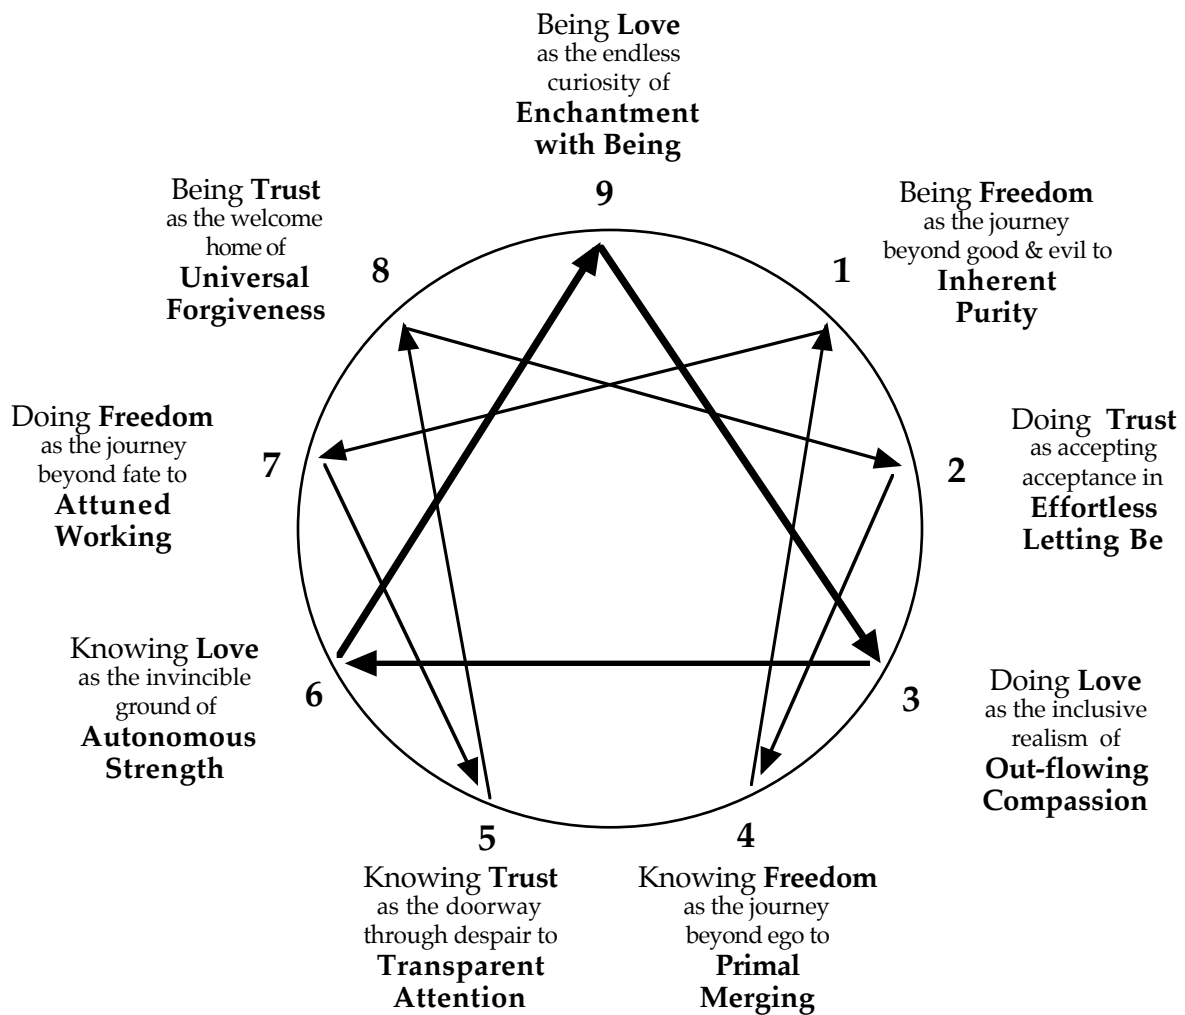 Being Love
as the endless
curiosity of
Enchantment
with Being
9
Being Trust
as the welcome
home of
Universal
Forgiveness
8
Being Freedom
as the journey
beyond good & evil to
Inherent
Purity
1
Doing Freedom
as the journey
beyond fate to
Attuned
Working
7
Doing Trust
as accepting
acceptance in
Effortless
Letting Be
2
Knowing Love
as the invincible
ground of
Autonomous
Strength
6
Doing Love
as the inclusive
realism of
Out-flowing
Compassion
3
5
Knowing Trust
as the doorway
through despair to
Transparent
Attention
4
Knowing Freedom
as the journey
beyond ego to
Primal
Merging